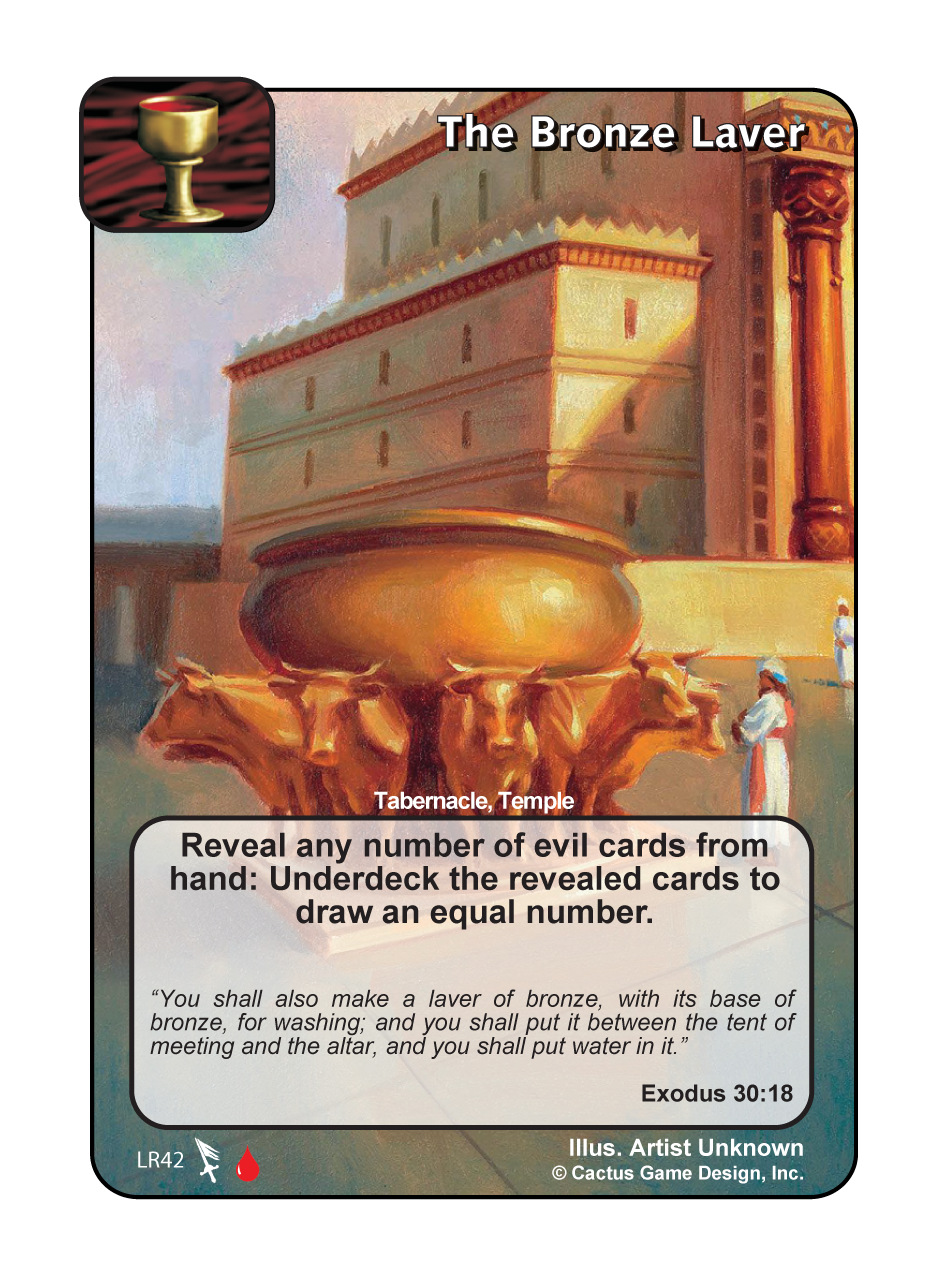 The Bronze Laver
Tabernacle, Temple
Reveal any number of evil cards from
hand: Underdeck the revealed cards to
draw an equal number.
“You shall also make a laver of bronze, with its base of
bronze, for washing; and you shall put it between the tent of
meeting and the altar, and you shall put water in it.”
Exodus 30:18
LR42
Illus. Artist Unknown
© Cactus Game Design, Inc.